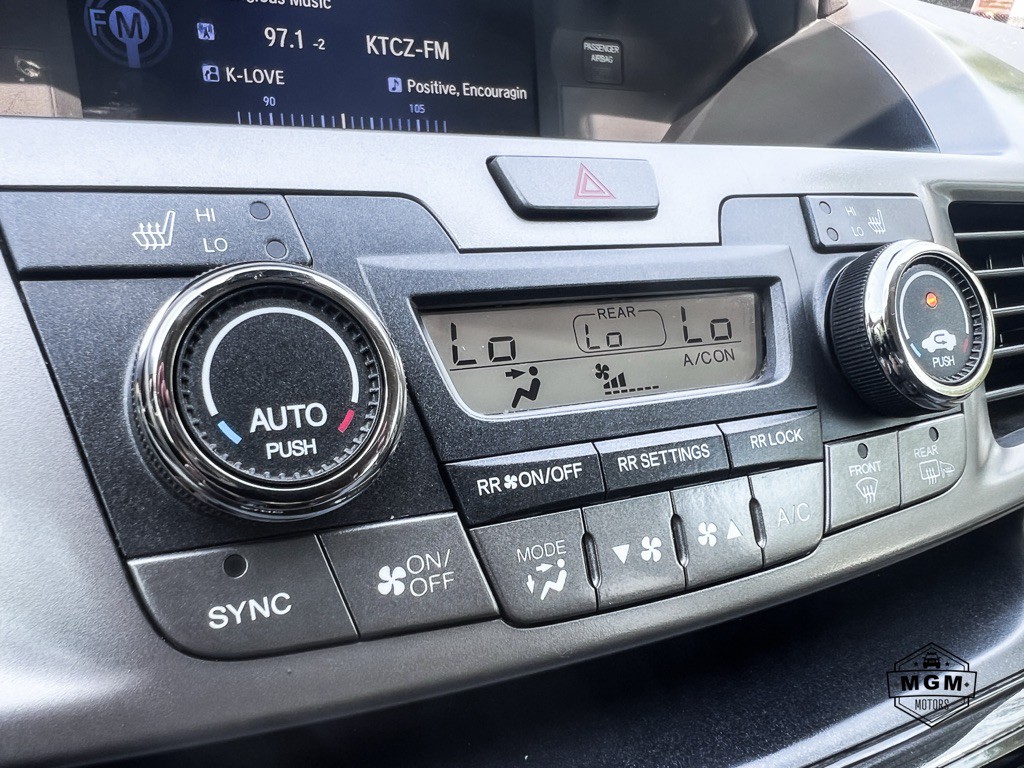 gious Music
FM
97.1 -2 KTCZ-FM
K-LOVE
Positive, Encouragin
90 105
PASSENGER
AIRBAG
HI
LO
HI
LO
REAR
Lo Lo Lo
A/CON
AUTO
PUSH
PUSH
RR ON/OFF
RR SETTINGS
RR LOCK
FRONT
REAR
SYNC
ON/
OFF
MODE
A/C
MGM
MOTORS